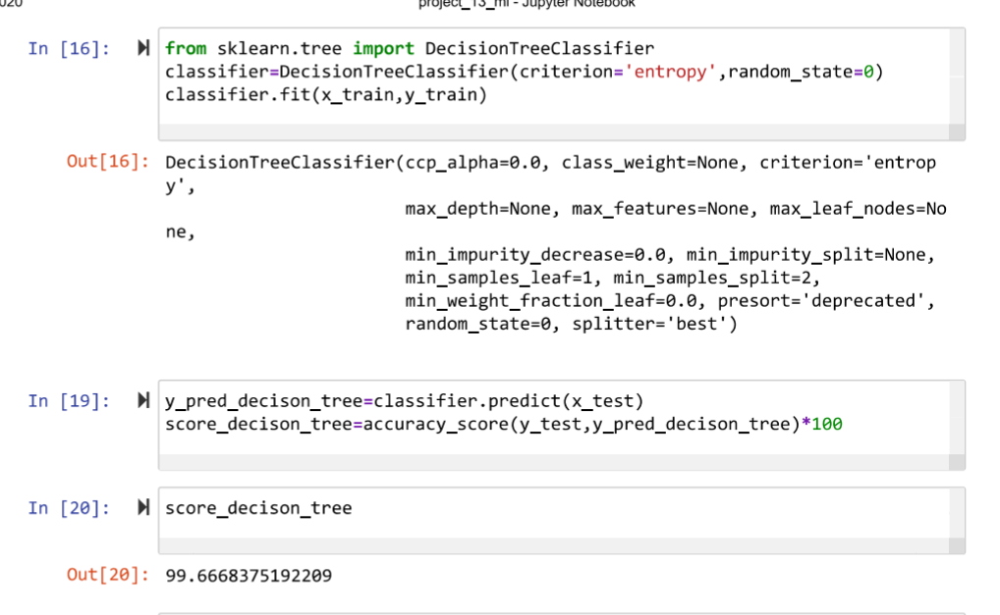 020
project_13_ml - Jupyter Notebook
In [16]:
from sklearn.tree import DecisionTreeClassifier
classifier=DecisionTreeClassifier(criterion='entropy',random_state=0)
classifier.fit(x_train,y_train)
Out[16]: DecisionTreeClassifier(ccp_alpha=0.0, class_weight=None, criterion='entrop
y',
max_depth=None, max_features=None, max_leaf_nodes=No
ne,
min_impurity_decrease=0.0, min_impurity_split=None,
min_samples_leaf=1, min_samples_split=2,
min_weight_fraction_leaf=0.0, presort='deprecated',
random_state=0, splitter='best')
In [19]:
y_pred_decison_tree=classifier.predict(x_test)
score_decison_tree=accuracy_score(y_test,y_pred_decison_tree)*100
In [20]:
score_decison_tree
Out[20]: 99.6668375192209